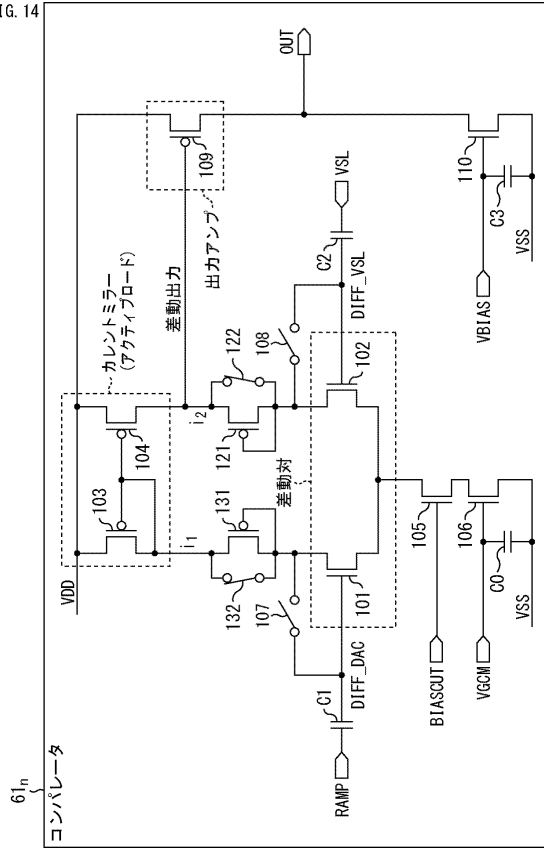 FIG. 14
61n
コンパレータ
VDD
カレントミラー
(アクティブロード)
103
104
差動出力
109
出力アンプ
OUT
i1
i2
132
131
121
122
差動対
107
108
RAMP
C1
DIFF_DAC
101
102
DIFF_VSL
C2
VSL
BIASCUT
105
VGCM
106
C0
VSS
VBIAS
110
C3
VSS